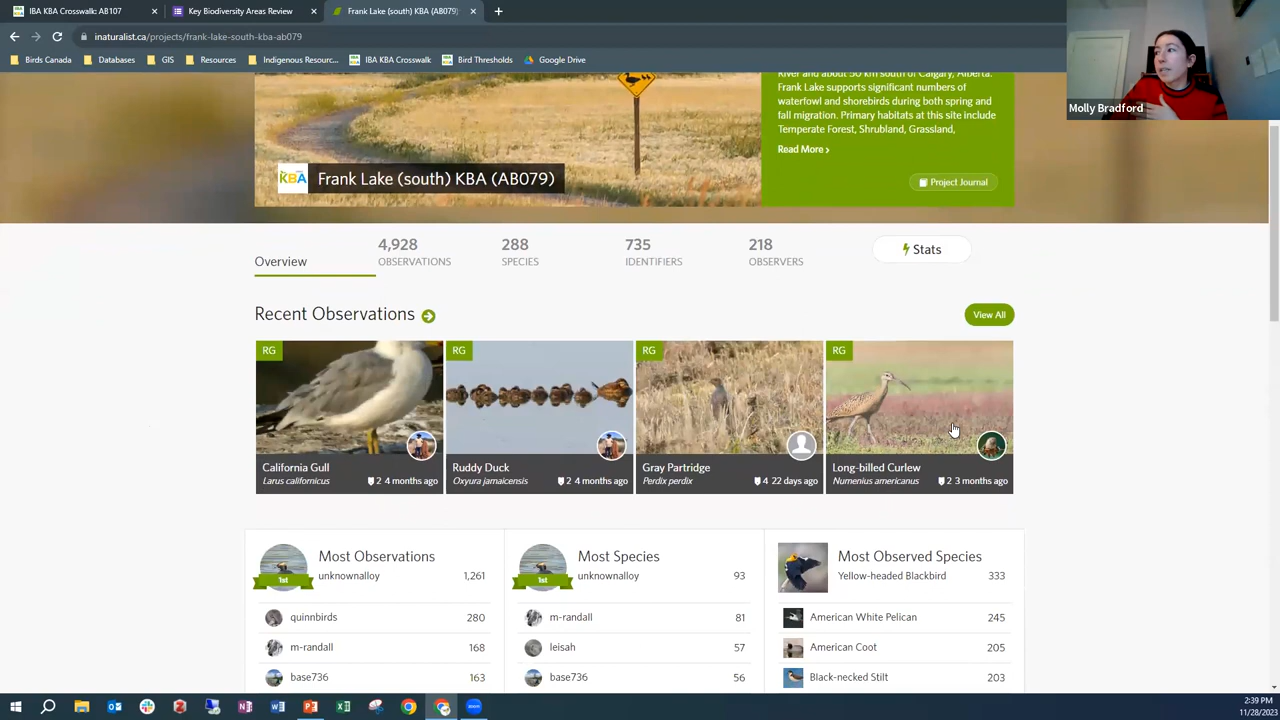 IBA KBA Crosswalk: AB107
Key Biodiversity Areas Review
Frank Lake (south) KBA (AB079)
inaturalist.ca/projects/frank-lake-south-kba-ab079
Birds Canada
Databases
GIS
Resources
Indigenous Resource...
IBA KBA Crosswalk
Bird Thresholds
Google Drive
Molly Bradford
River and about 50 km south of Calgary, Alberta.
Frank Lake supports significant numbers of
waterfowl and shorebirds during both spring and
fall migration. Primary habitats at this site include
Temperate Forest, Shrubland, Grassland,
Read More ›
Project Journal
KBA
Frank Lake (south) KBA (AB079)
Overview
4,928
OBSERVATIONS
288
SPECIES
735
IDENTIFIERS
218
OBSERVERS
Stats
Recent Observations
View All
RG
RG
RG
RG
California Gull
Larus californicus
2 4 months ago
Ruddy Duck
Oxyura jamaicensis
2 4 months ago
Gray Partridge
Perdix perdix
4 22 days ago
Long-billed Curlew
Numenius americanus
2 3 months ago
1st
Most Observations
unknownalloy 1,261
quinnbirds 280
m-randall 168
base736 163
1st
Most Species
unknownalloy 93
m-randall 81
leisah 57
base736 56
Most Observed Species
Yellow-headed Blackbird 333
American White Pelican 245
American Coot 205
Black-necked Stilt 203
2:39 PM
11/28/2023